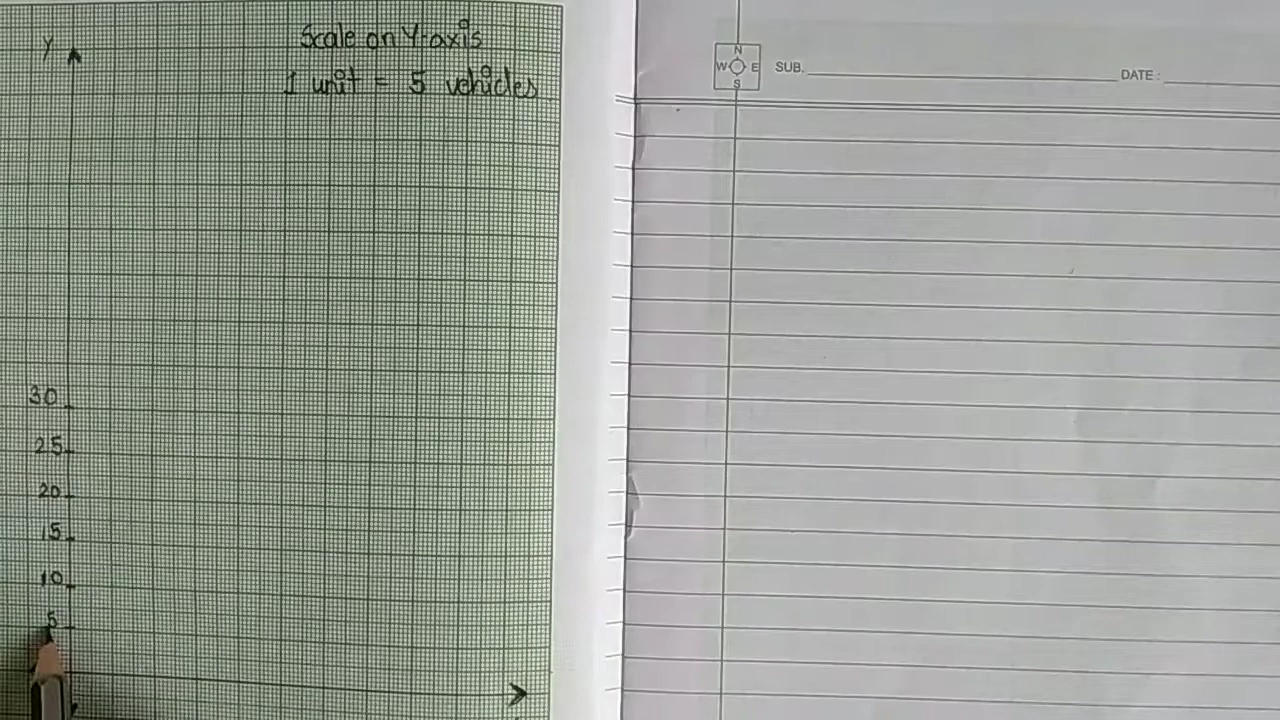 Y
Scale on Y-axis
1 unit = 5 vehicles
30
25
20
15
10
5
N
W E
S
SUB.
DATE :